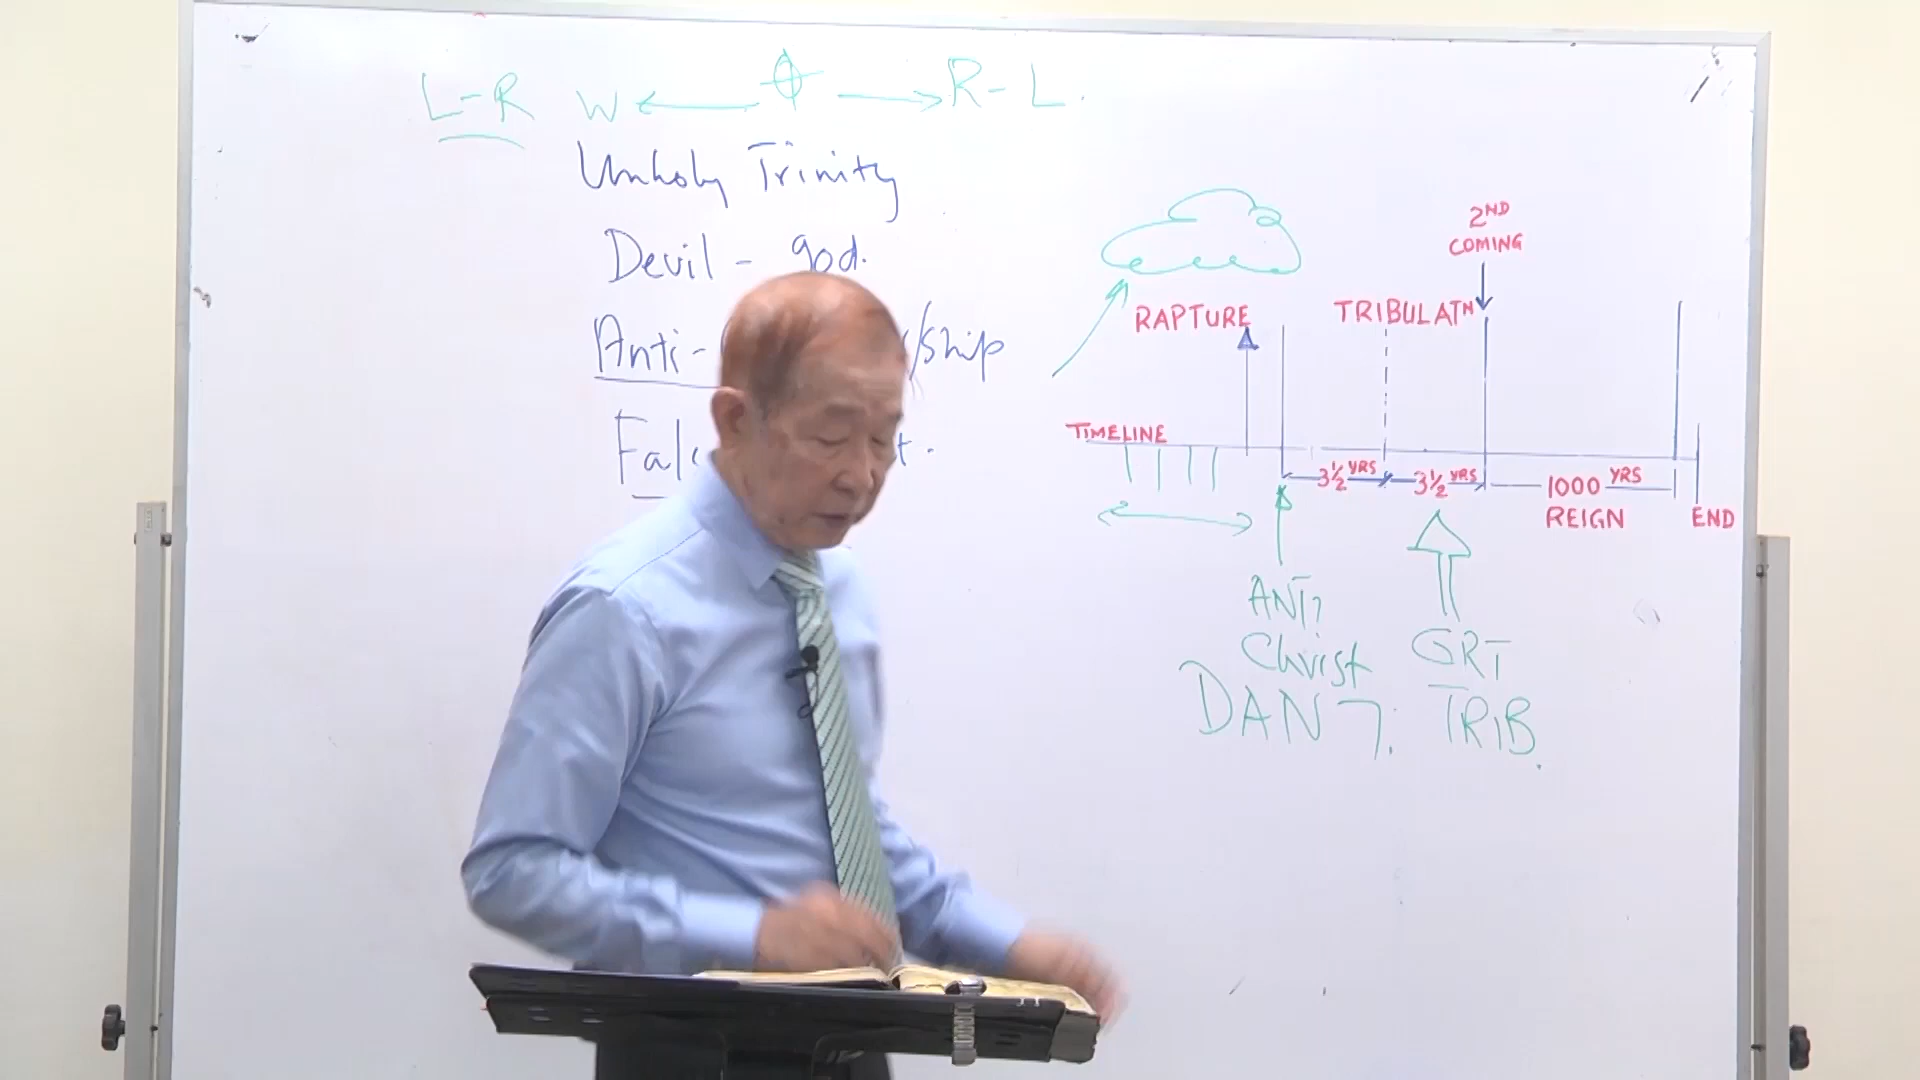 L-R W ← → R-L.
Unholy Trinity
Devil - god.
Anti- /ship
2ND
COMING
RAPTURE
TRIBULATN
TIMELINE
3½ YRS
3½ YRS
1000 YRS
REIGN
END
ANTI
Christ
DAN 7.
GRT
TRIB.